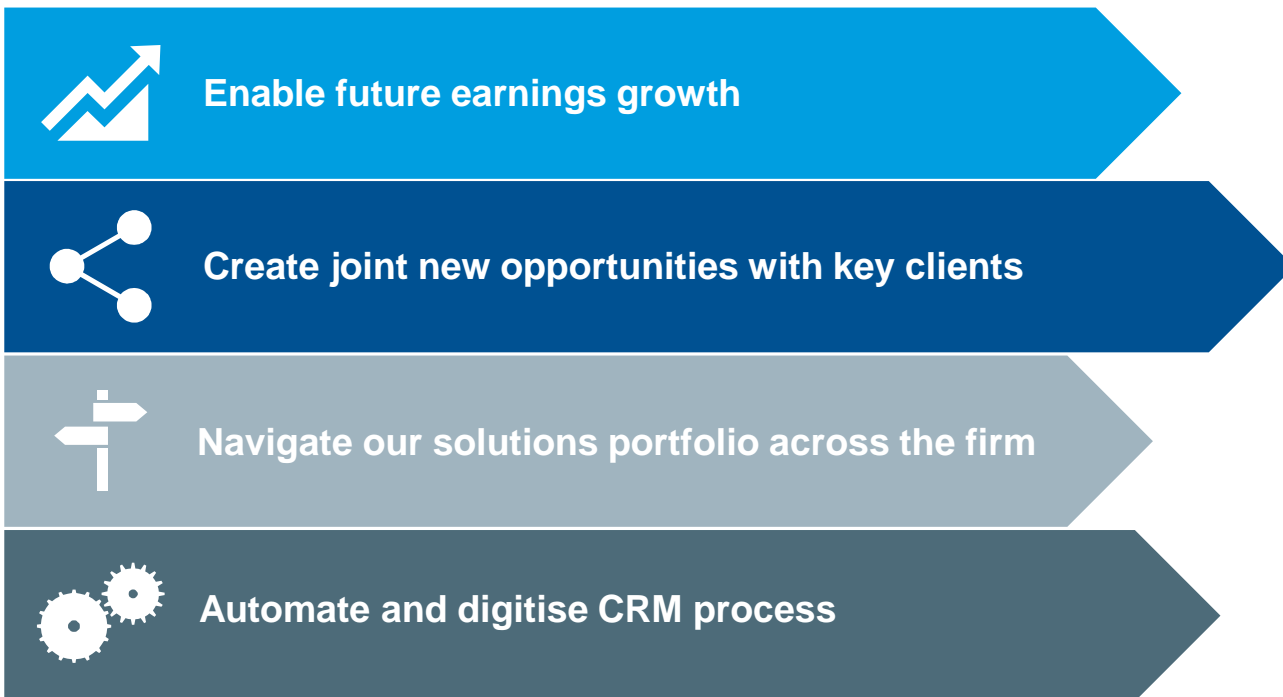 Enable future earnings growth
Create joint new opportunities with key clients
Navigate our solutions portfolio across the firm
Automate and digitise CRM process